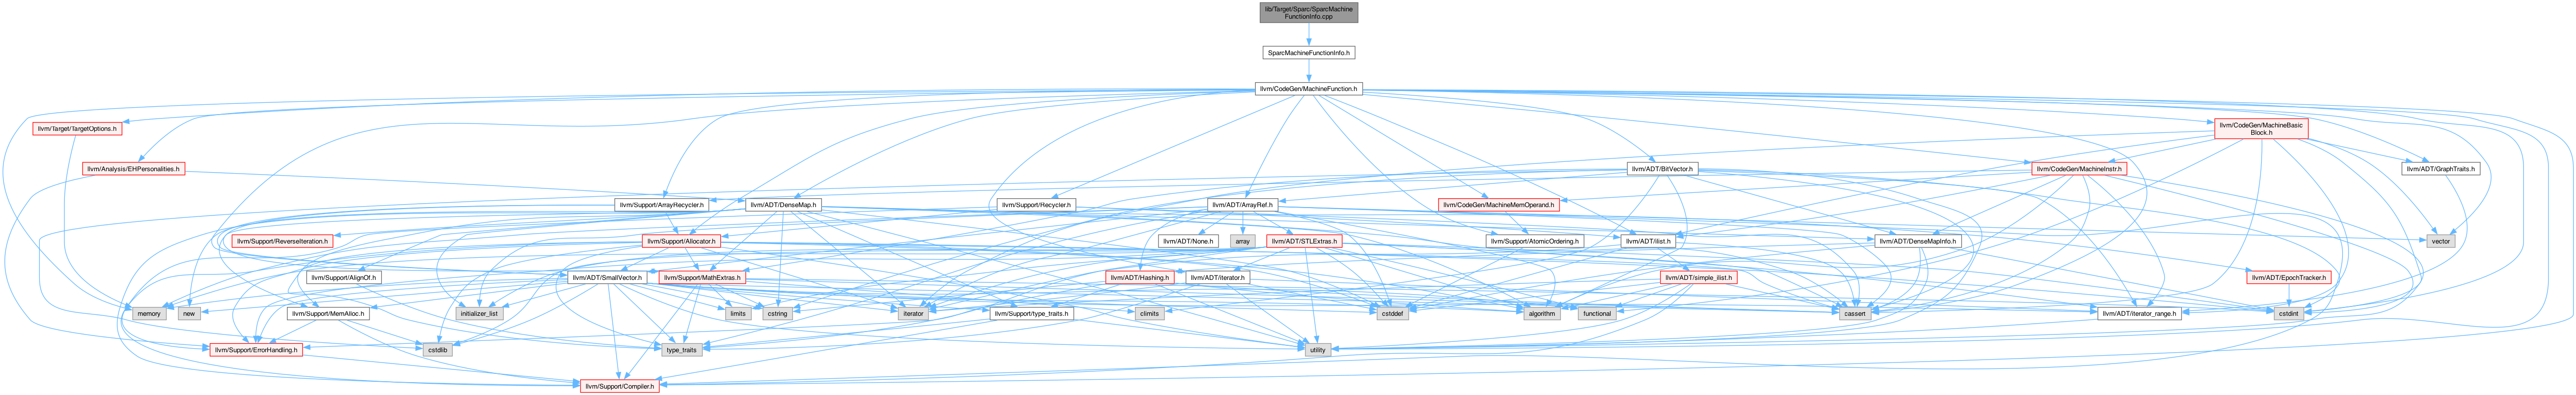 lib/Target/Sparc/SparcMachine
FunctionInfo.cpp
SparcMachineFunctionInfo.h
llvm/CodeGen/MachineFunction.h
llvm/Target/TargetOptions.h
llvm/CodeGen/MachineBasic
Block.h
llvm/Analysis/EHPersonalities.h
llvm/ADT/BitVector.h
llvm/CodeGen/MachineInstr.h
llvm/ADT/GraphTraits.h
llvm/Support/ArrayRecycler.h
llvm/ADT/DenseMap.h
llvm/Support/Recycler.h
llvm/ADT/ArrayRef.h
llvm/CodeGen/MachineMemOperand.h
llvm/Support/ReverseIteration.h
llvm/Support/Allocator.h
llvm/ADT/None.h
array
llvm/ADT/STLExtras.h
llvm/Support/AtomicOrdering.h
llvm/ADT/ilist.h
llvm/ADT/DenseMapInfo.h
vector
llvm/Support/AlignOf.h
llvm/ADT/SmallVector.h
llvm/Support/MathExtras.h
llvm/ADT/Hashing.h
llvm/ADT/iterator.h
llvm/ADT/simple_ilist.h
llvm/ADT/EpochTracker.h
memory
new
llvm/Support/MemAlloc.h
initializer_list
limits
cstring
iterator
llvm/Support/type_traits.h
climits
cstddef
algorithm
functional
cassert
llvm/ADT/iterator_range.h
cstdint
llvm/Support/ErrorHandling.h
cstdlib
type_traits
utility
llvm/Support/Compiler.h